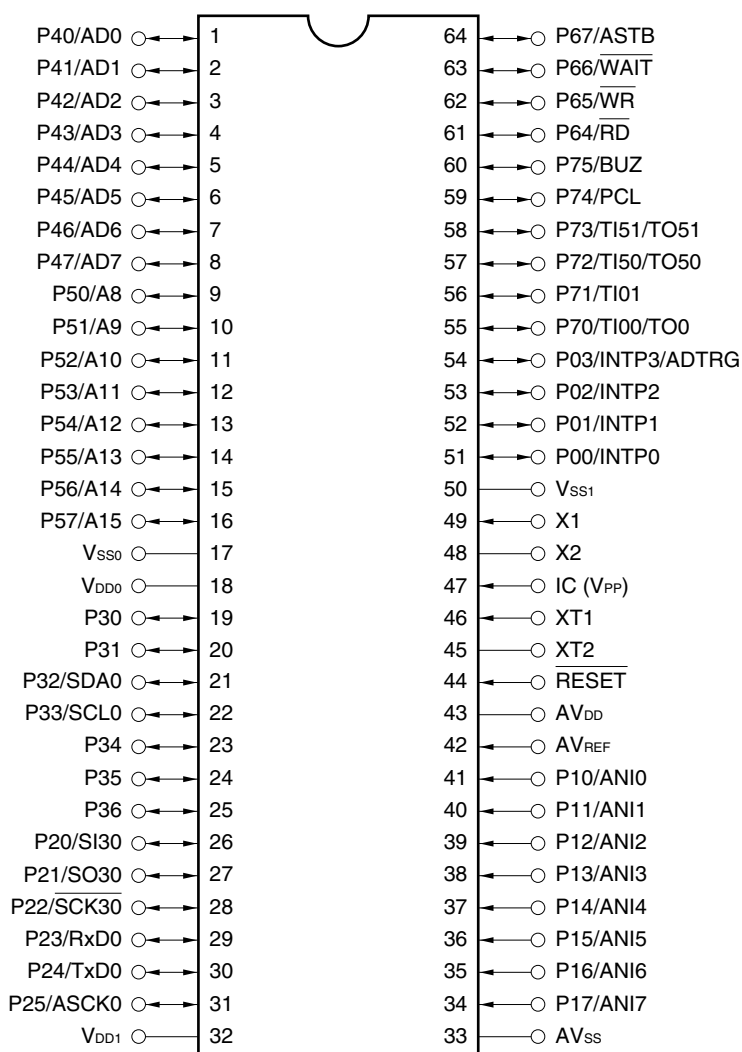 P40/AD0 1 64 P67/ASTB
P41/AD1 2 63 P66/WAIT
P42/AD2 3 62 P65/WR
P43/AD3 4 61 P64/RD
P44/AD4 5 60 P75/BUZ
P45/AD5 6 59 P74/PCL
P46/AD6 7 58 P73/TI51/TO51
P47/AD7 8 57 P72/TI50/TO50
P50/A8 9 56 P71/TI01
P51/A9 10 55 P70/TI00/TO0
P52/A10 11 54 P03/INTP3/ADTRG
P53/A11 12 53 P02/INTP2
P54/A12 13 52 P01/INTP1
P55/A13 14 51 P00/INTP0
P56/A14 15 50 VSS1
P57/A15 16 49 X1
VSS0 17 48 X2
VDD0 18 47 IC (VPP)
P30 19 46 XT1
P31 20 45 XT2
P32/SDA0 21 44 RESET
P33/SCL0 22 43 AVDD
P34 23 42 AVREF
P35 24 41 P10/ANI0
P36 25 40 P11/ANI1
P20/SI30 26 39 P12/ANI2
P21/SO30 27 38 P13/ANI3
P22/SCK30 28 37 P14/ANI4
P23/RxD0 29 36 P15/ANI5
P24/TxD0 30 35 P16/ANI6
P25/ASCK0 31 34 P17/ANI7
VDD1 32 33 AVSS